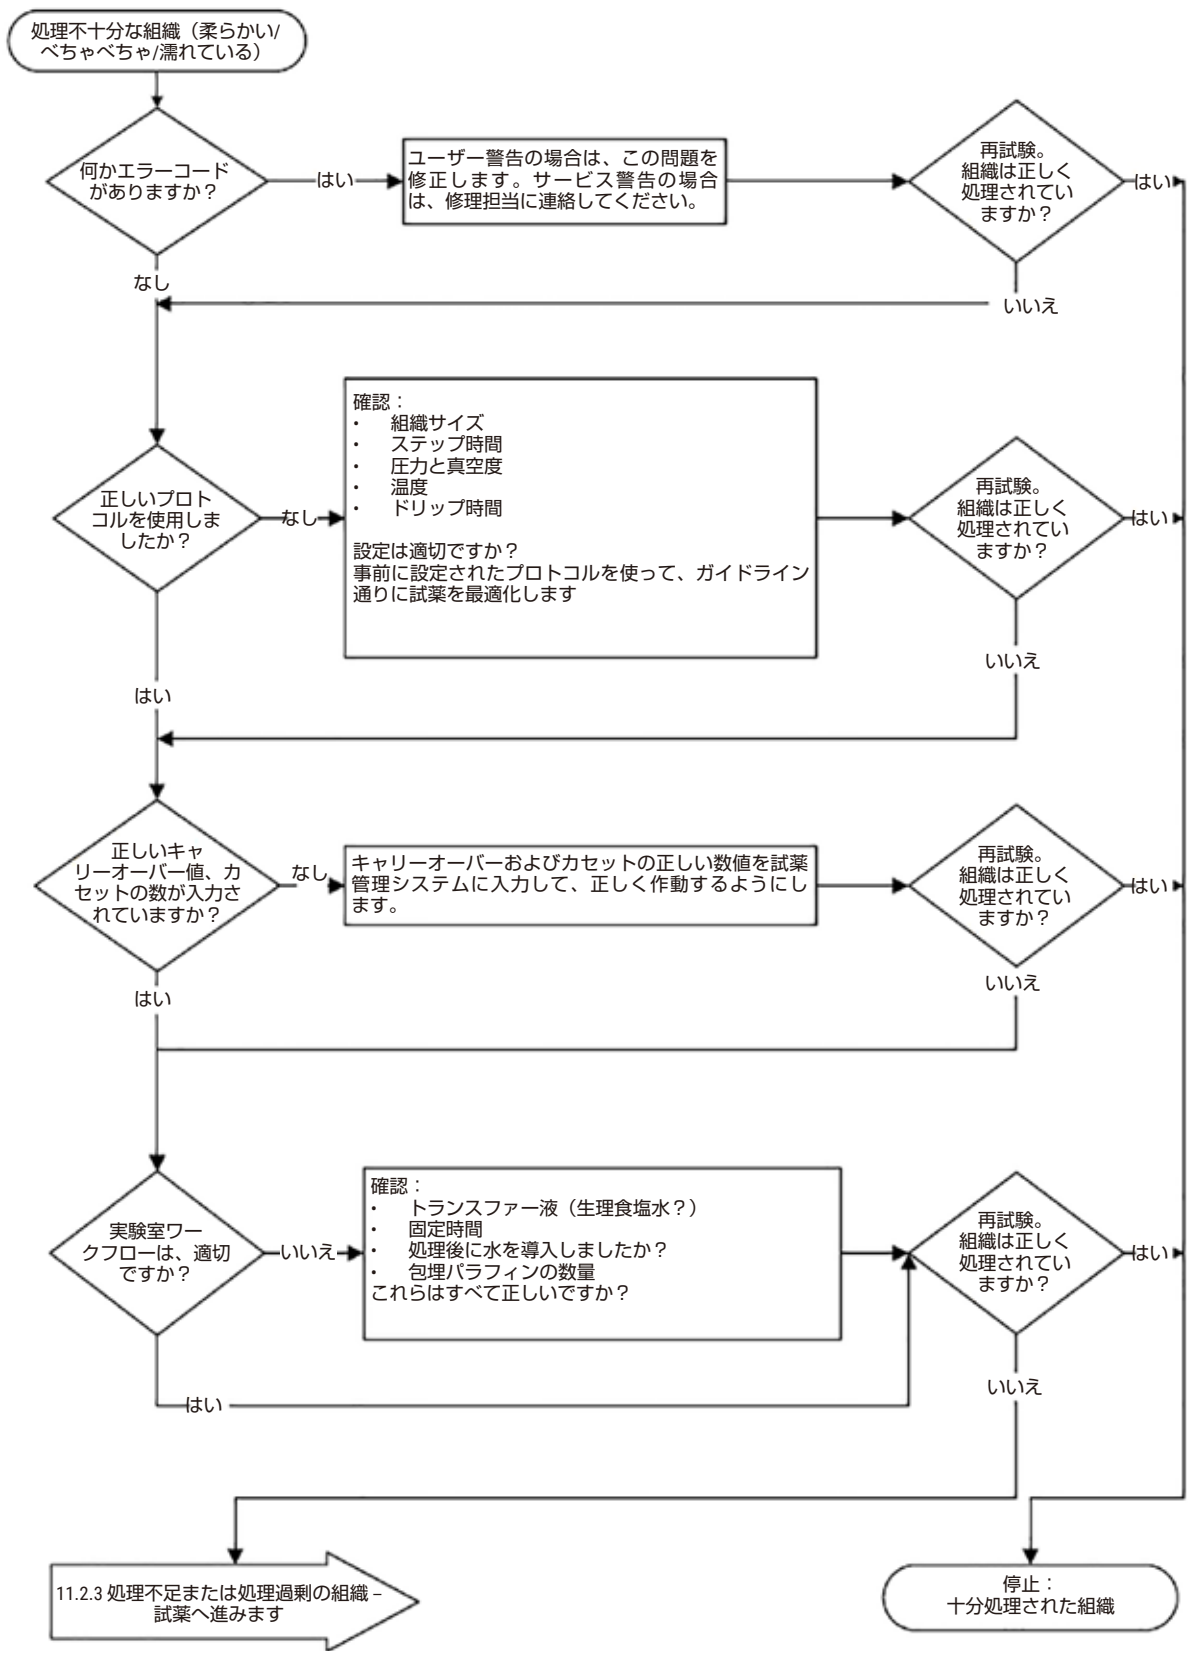 処理不十分な組織（柔らかい/
べちゃべちゃ/濡れている）
何かエラーコード
がありますか？
はい
ユーザー警告の場合は、この問題を
修正します。サービス警告の場合
は、修理担当に連絡してください。
再試験。
組織は正しく
処理されてい
ますか？
はい
なし
いいえ
正しいプロト
コルを使用しま
したか？
なし
確認：
・ 組織サイズ
・ ステップ時間
・ 圧力と真空度
・ 温度
・ ドリップ時間
設定は適切ですか？
事前に設定されたプロトコルを使って、ガイドライン
通りに試薬を最適化します
再試験。
組織は正しく
処理されてい
ますか？
はい
いいえ
はい
正しいキャ
リーオーバー値、カ
セットの数が入力さ
れていますか？
なし
キャリーオーバーおよびカセットの正しい数値を試薬
管理システムに入力して、正しく作動するようにし
ます。
再試験。
組織は正しく
処理されてい
ますか？
はい
いいえ
はい
実験室ワー
クフローは、適切
ですか？
いいえ
確認：
・ トランスファー液（生理食塩水？）
・ 固定時間
・ 処理後に水を導入しましたか？
・ 包埋パラフィンの数量
これらはすべて正しいですか？
再試験。
組織は正しく
処理されてい
ますか？
はい
いいえ
はい
11.2.3 処理不足または処理過剰の組織 –
試薬へ進みます
停止：
十分処理された組織